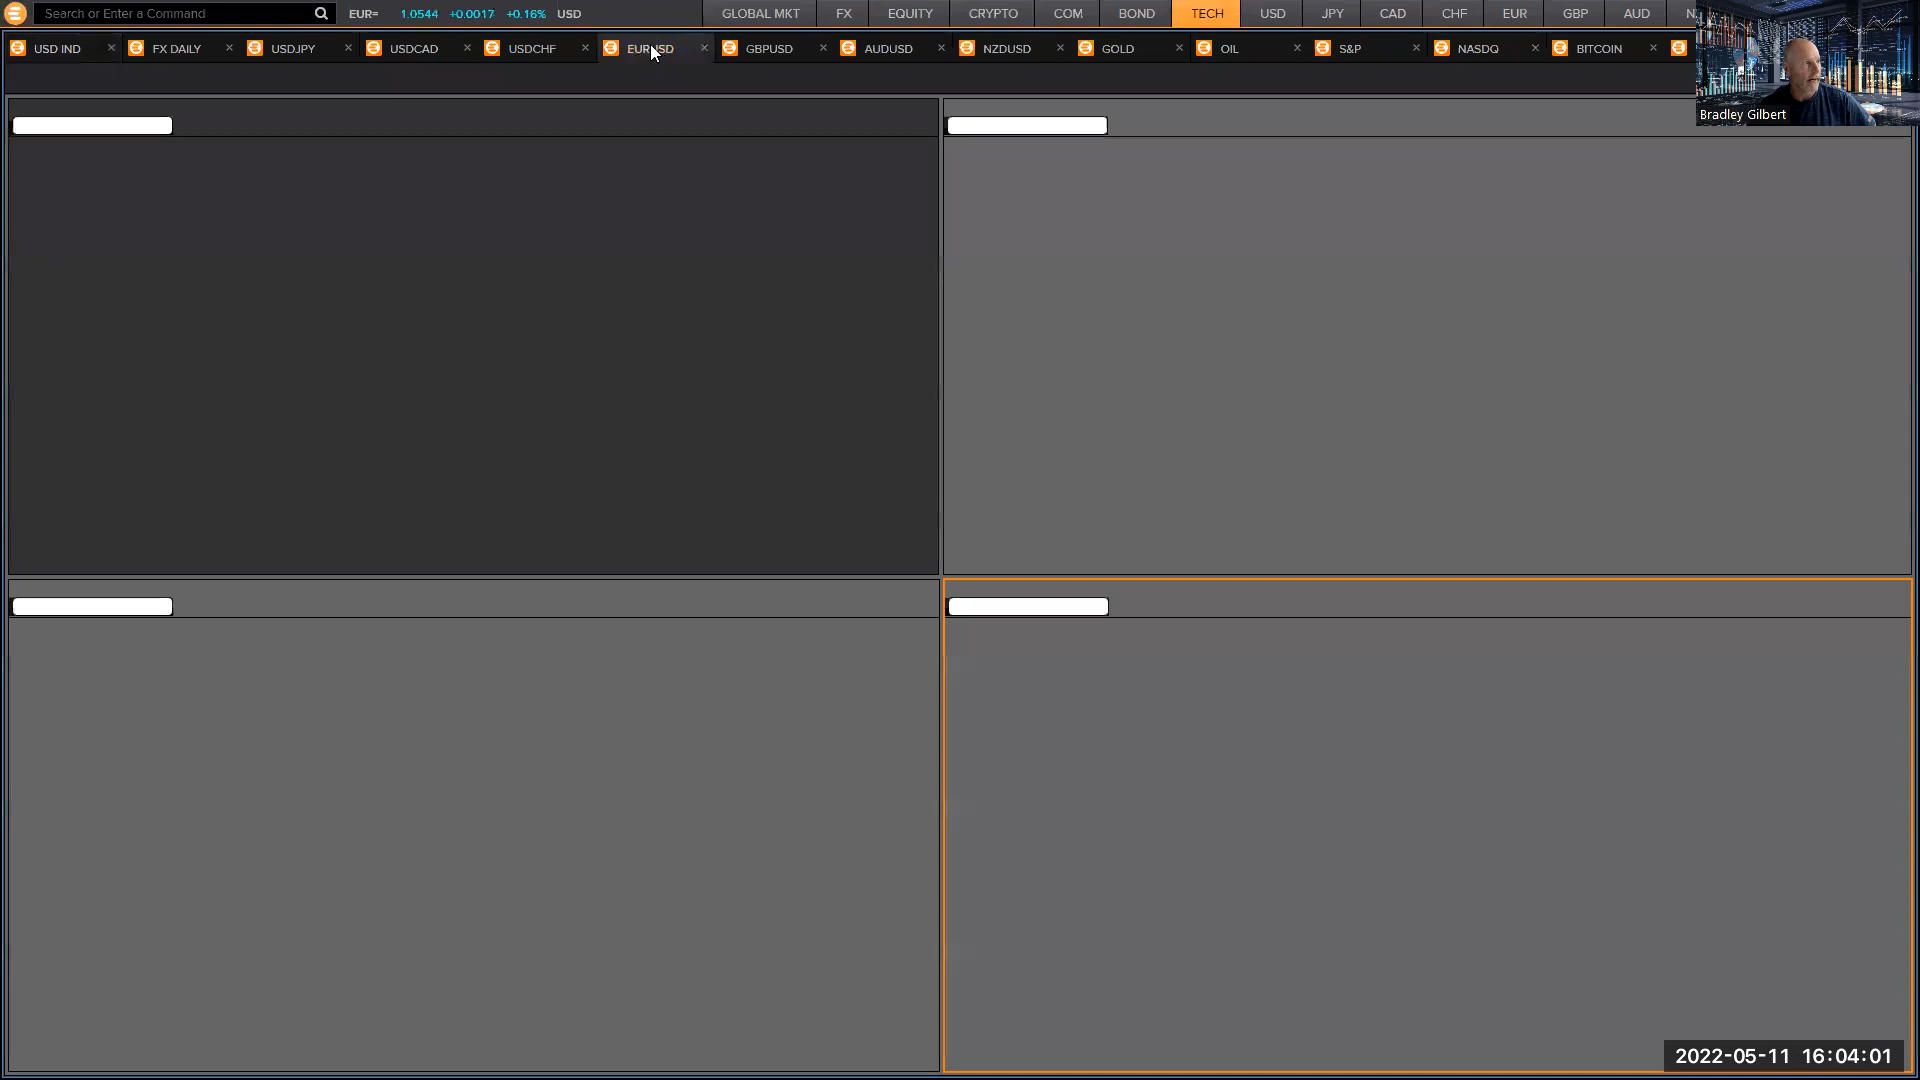 Search or Enter a Command EUR= 1.0544 +0.0017 +0.16% USD GLOBAL MKT FX EQUITY CRYPTO COM BOND TECH USD JPY CAD CHF EUR GBP AUD
USD IND FX DAILY USDJPY USDCAD USDCHF EURUSD GBPUSD AUDUSD NZDUSD GOLD OIL S&P NASDQ BITCOIN
Bradley Gilbert
2022-05-11 16:04:01